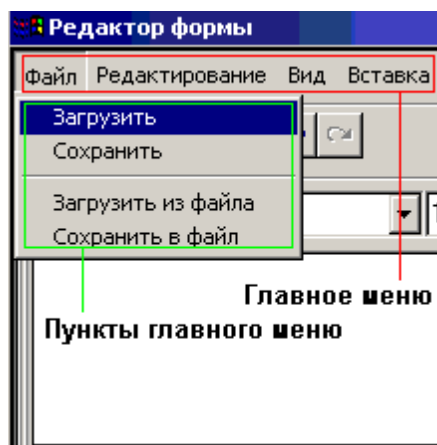 Редактор формы
Файл Редактирование Вид Вставка
Загрузить
Сохранить
Загрузить из файла
Сохранить в файл
Главное меню
Пункты главного меню